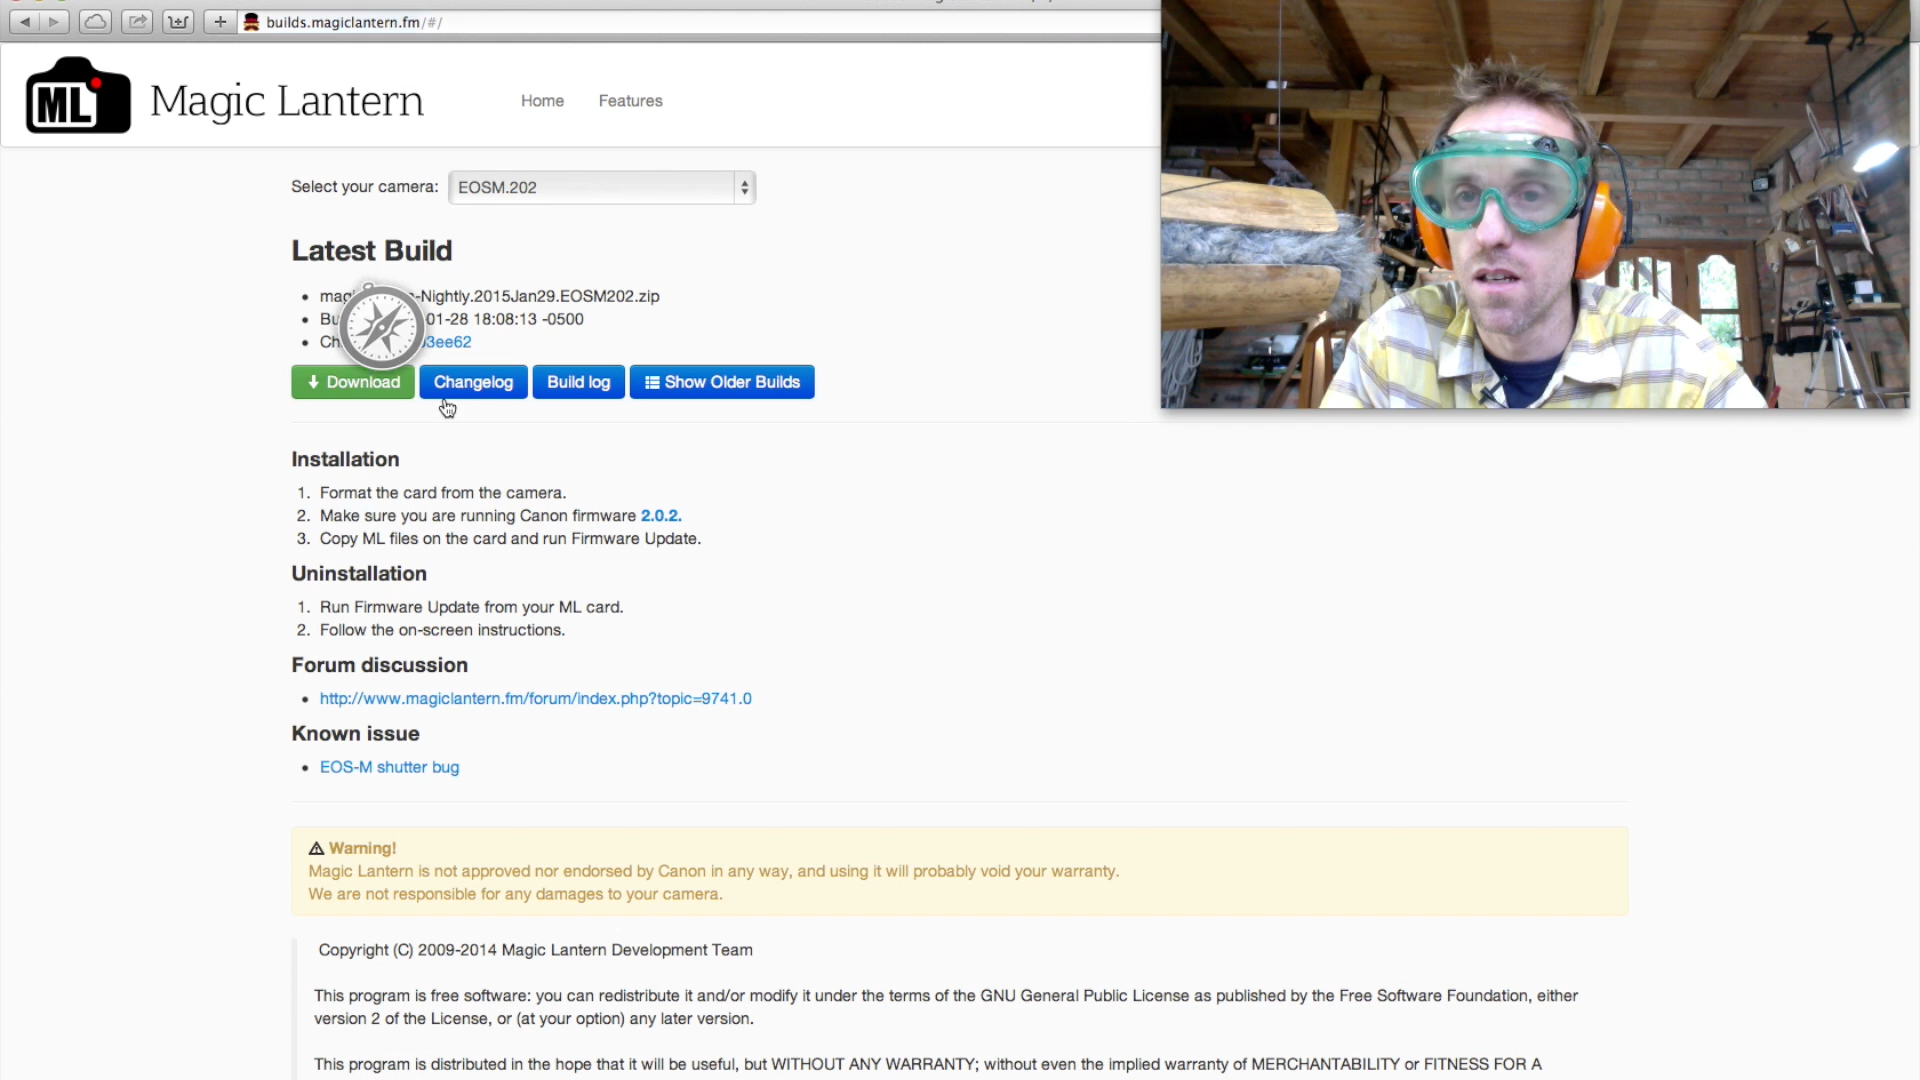 builds.magiclantern.fm/#/
ML
Magic Lantern
Home
Features
Select your camera:
EOSM.202
Latest Build
-Nightly.2015Jan29.EOSM202.zip
01-28 18:08:13 -0500
3ee62
Download
Changelog
Build log
Show Older Builds
Installation
1. Format the card from the camera.
2. Make sure you are running Canon firmware 2.0.2.
3. Copy ML files on the card and run Firmware Update.
Uninstallation
1. Run Firmware Update from your ML card.
2. Follow the on-screen instructions.
Forum discussion
http://www.magiclantern.fm/forum/index.php?topic=9741.0
Known issue
EOS-M shutter bug
Warning!
Magic Lantern is not approved nor endorsed by Canon in any way, and using it will probably void your warranty.
We are not responsible for any damages to your camera.
Copyright (C) 2009-2014 Magic Lantern Development Team
This program is free software: you can redistribute it and/or modify it under the terms of the GNU General Public License as published by the Free Software Foundation, either
version 2 of the License, or (at your option) any later version.
This program is distributed in the hope that it will be useful, but WITHOUT ANY WARRANTY; without even the implied warranty of MERCHANTABILITY or FITNESS FOR A